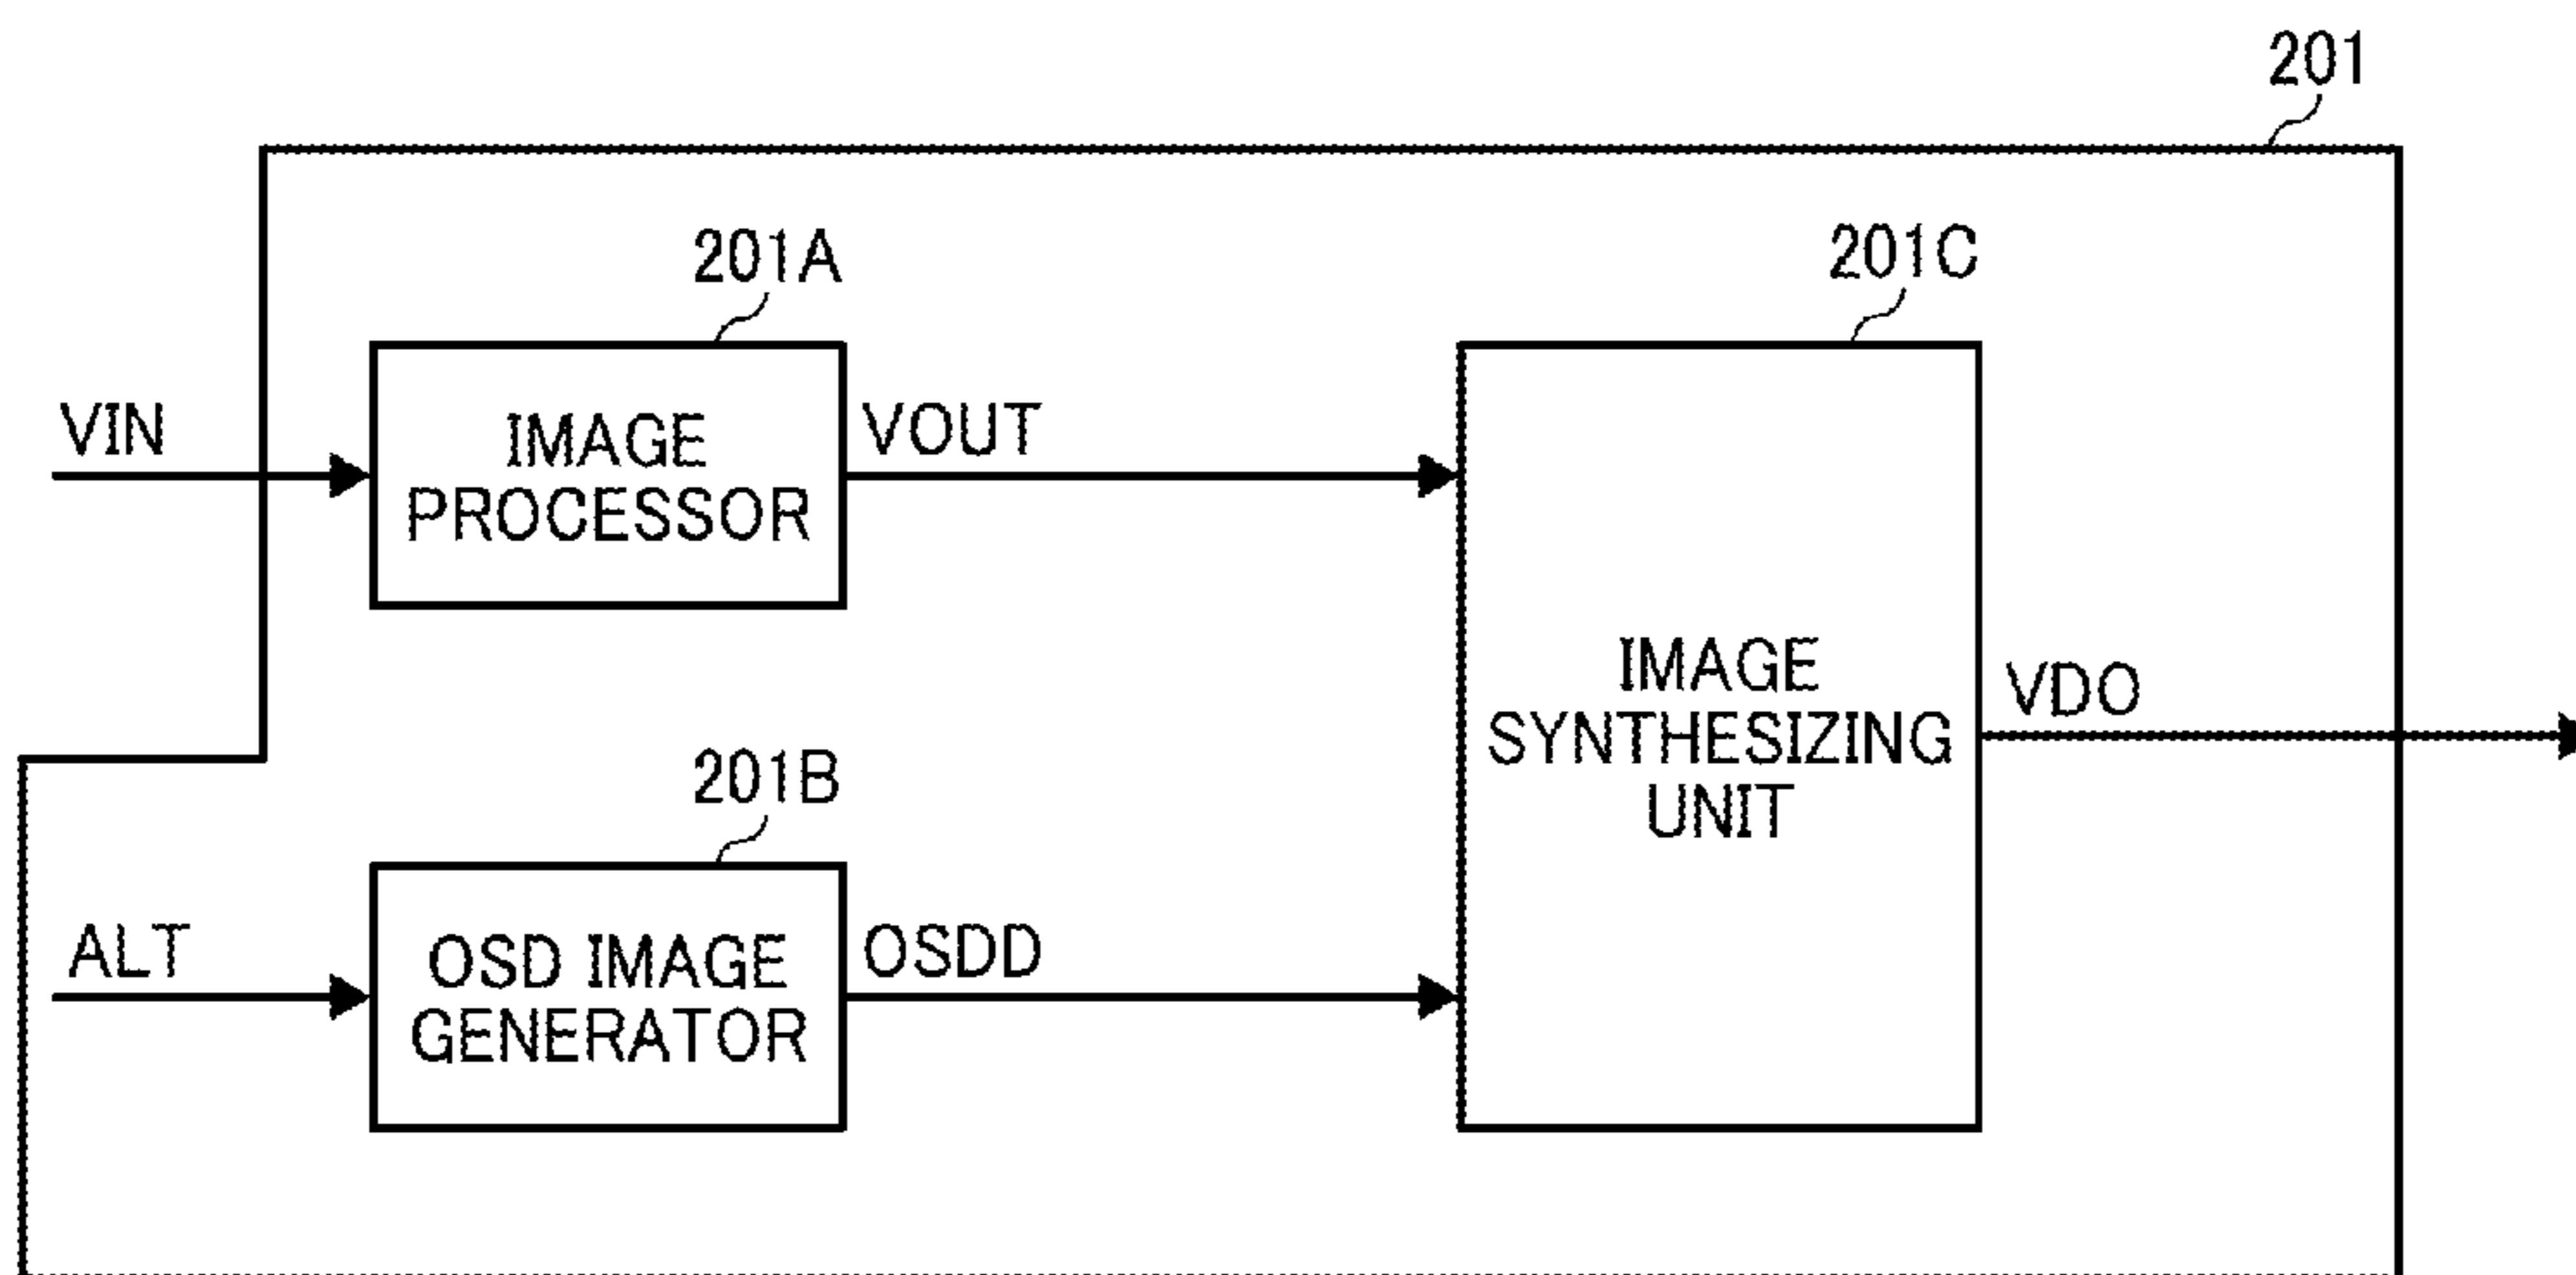 201
201A
201C
VIN
IMAGE
PROCESSOR
VOUT
IMAGE
SYNTHESIZING
UNIT
VDO
201B
ALT
OSD IMAGE
GENERATOR
OSDD